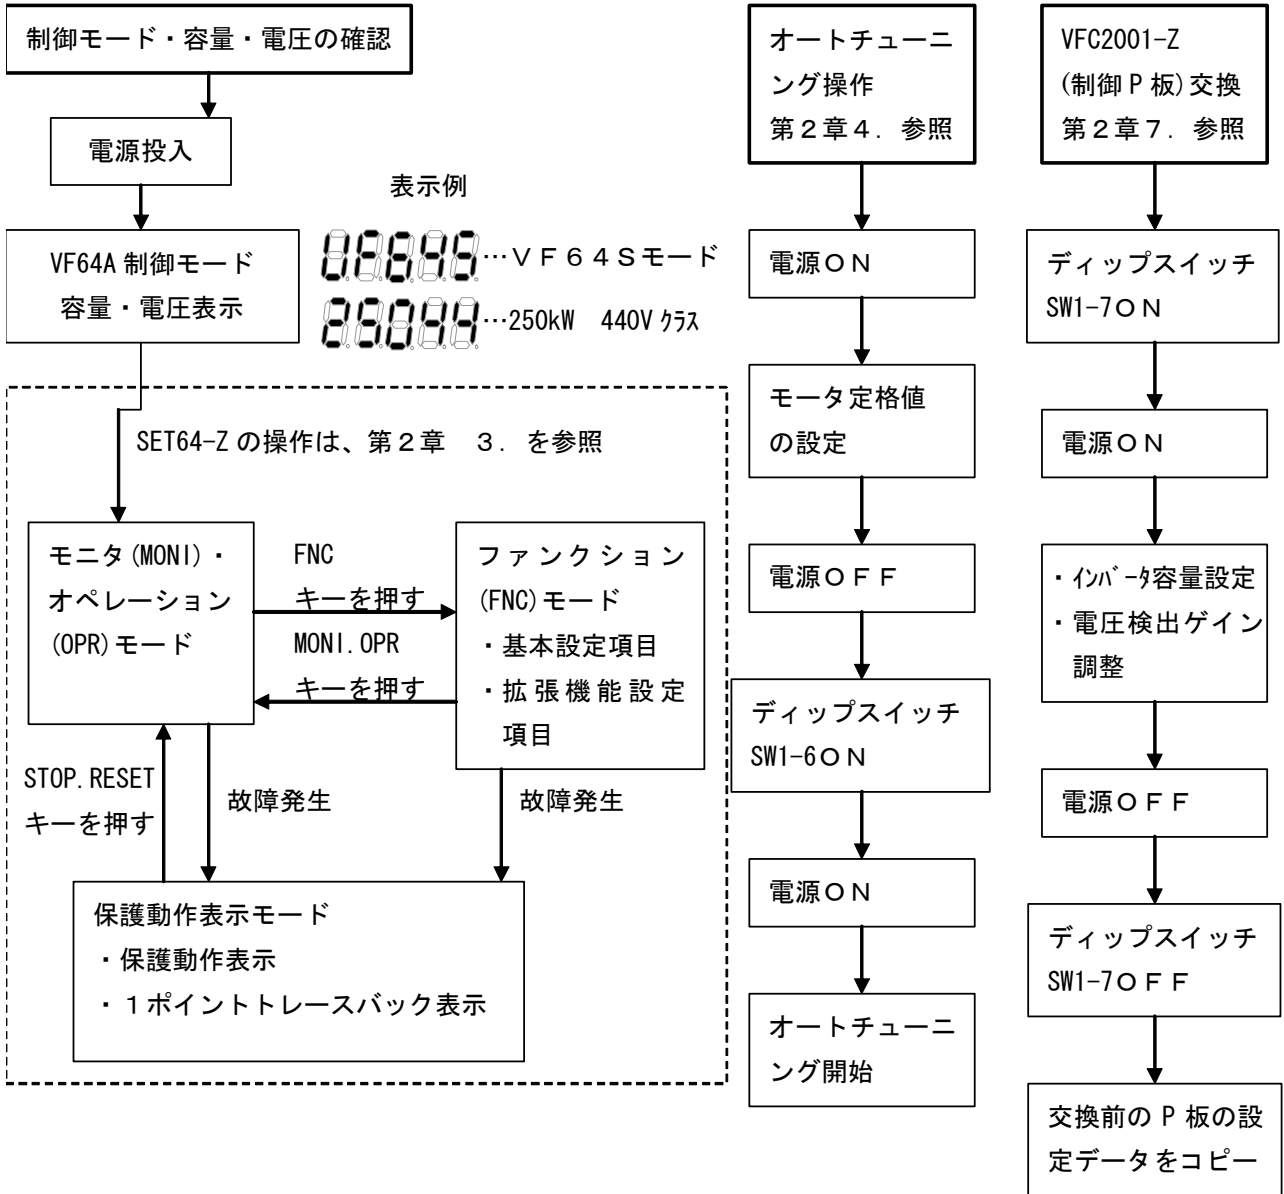 制御モード・容量・電圧の確認
電源投入
VF64A 制御モード
容量・電圧表示
表示例
VF64S…ＶＦ６４Ｓモード
25044…250kW　440V ｸﾗｽ
SET64-Z の操作は、第２章　３．を参照
モニタ(MONI)・
オペレーション
(OPR)モード
FNC
キーを押す
MONI.OPR
キーを押す
ファンクション
(FNC)モード
・基本設定項目
・拡張機能設定
項目
STOP.RESET
キーを押す
故障発生
故障発生
保護動作表示モード
・保護動作表示
・１ポイントトレースバック表示
オートチューニ
ング操作
第２章４．参照
電源ＯＮ
モータ定格値
の設定
電源ＯＦＦ
ディップスイッチ
SW1-6ＯＮ
電源ＯＮ
オートチューニ
ング開始
VFC2001-Z
(制御 P 板)交換
第２章７．参照
ディップスイッチ
SW1-7ＯＮ
電源ＯＮ
・ｲﾝﾊﾞｰﾀ容量設定
・電圧検出ゲイン
調整
電源ＯＦＦ
ディップスイッチ
SW1-7ＯＦＦ
交換前の P 板の設
定データをコピー